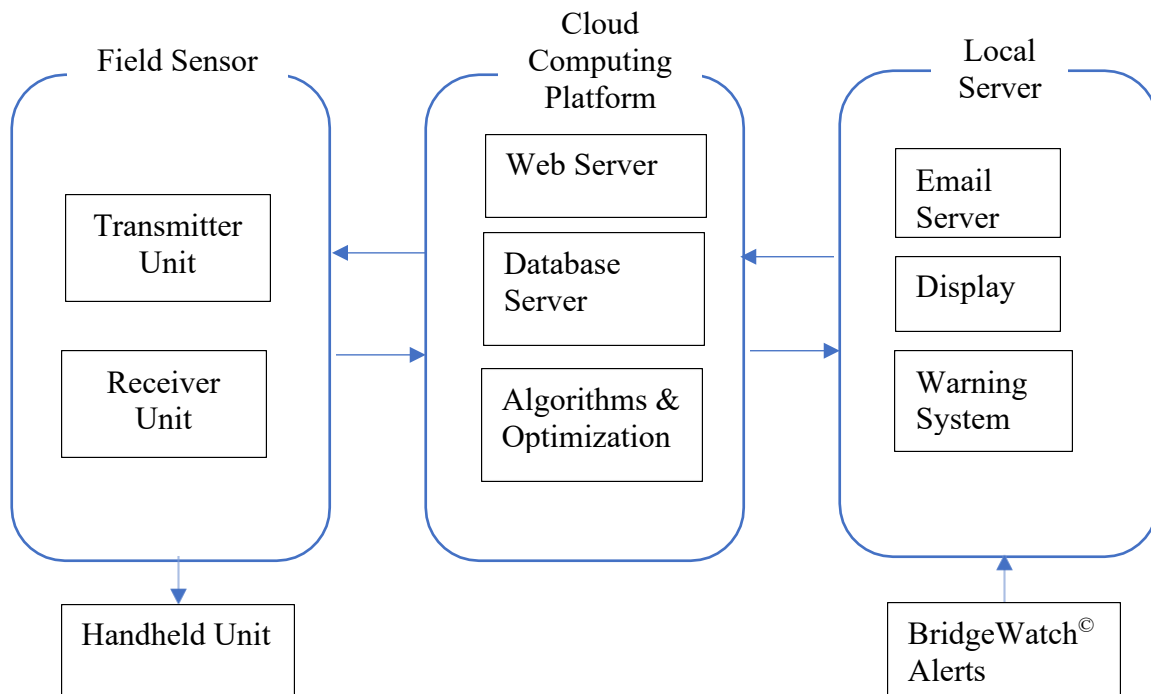 Field Sensor
Transmitter
Unit
Receiver
Unit
Handheld Unit
Cloud
Computing
Platform
Web Server
Database
Server
Algorithms &
Optimization
Local
Server
Email
Server
Display
Warning
System
BridgeWatch©
Alerts